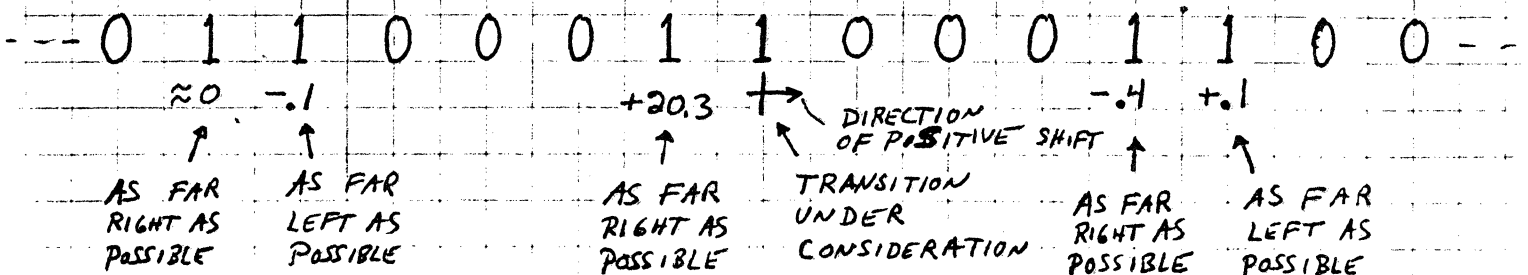 --- 0 1 1 0 0 0 1 1 0 0 0 1 1 0 0 --
≈0 -.1 +20.3 -.4 +.1
DIRECTION
OF POSITIVE SHIFT
AS FAR
RIGHT AS
POSSIBLE
AS FAR
LEFT AS
POSSIBLE
AS FAR
RIGHT AS
POSSIBLE
TRANSITION
UNDER
CONSIDERATION
AS FAR
RIGHT AS
POSSIBLE
AS FAR
LEFT AS
POSSIBLE